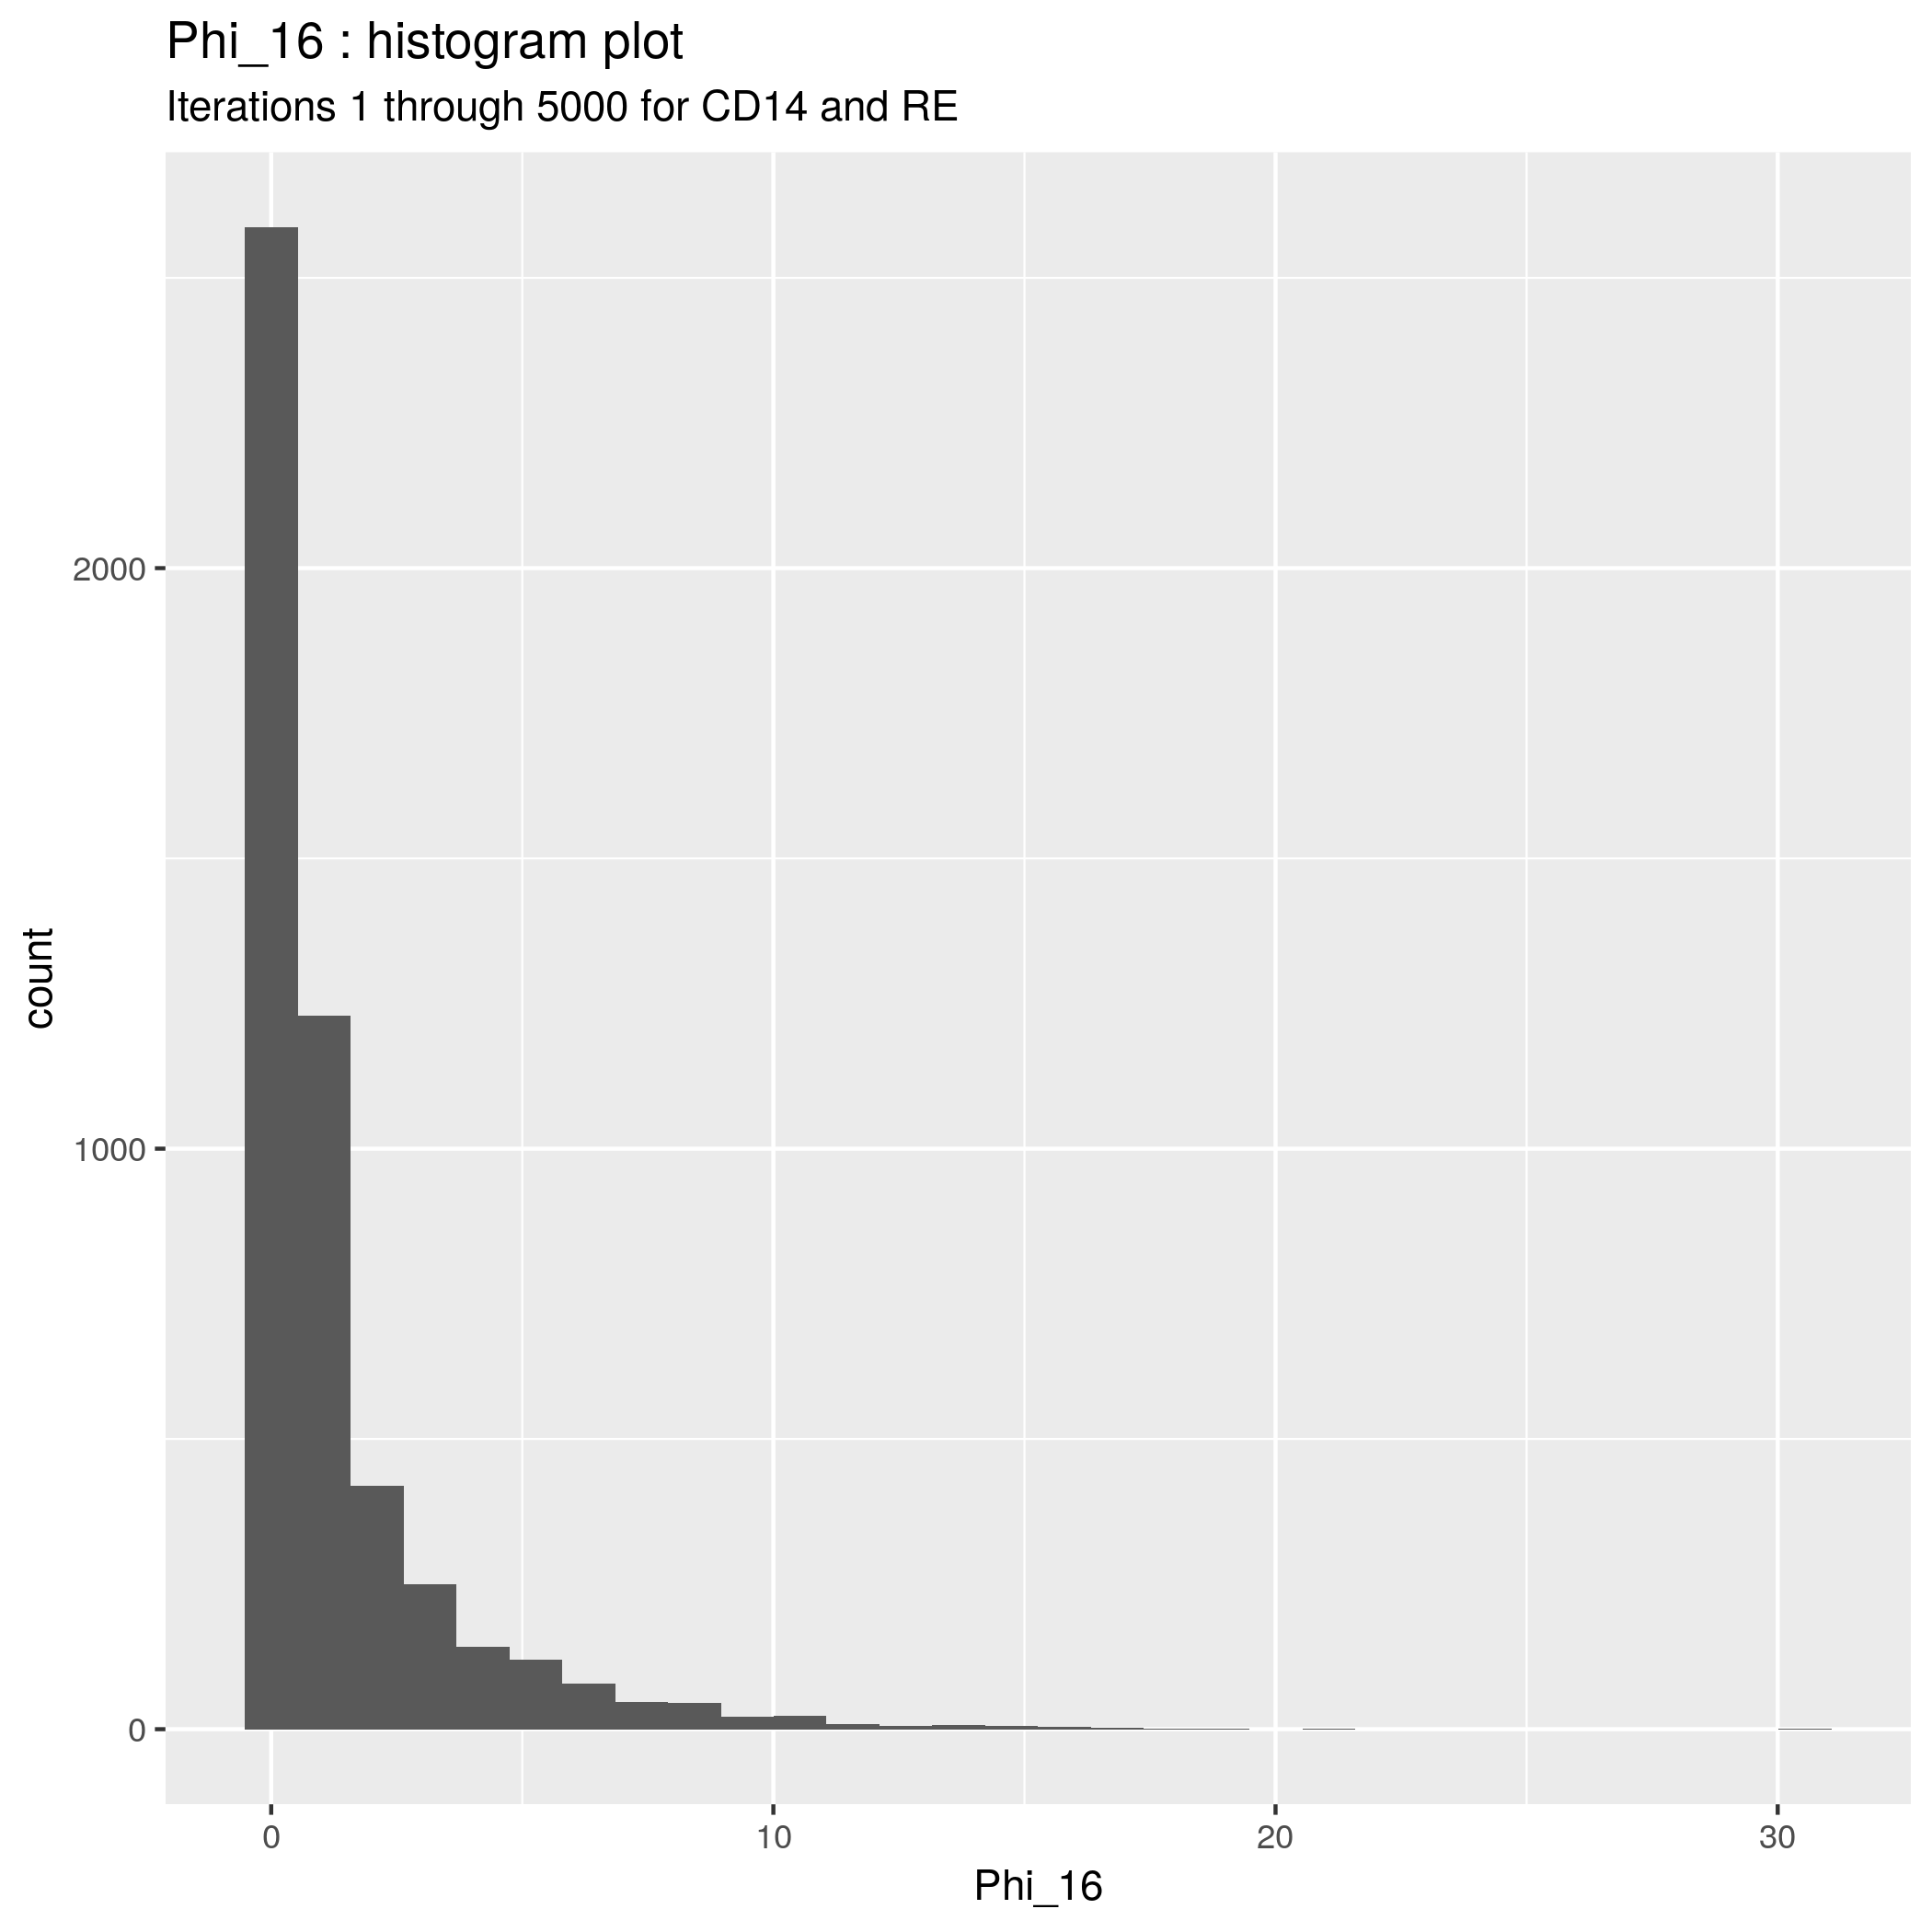 Phi_16 : histogram plot
Iterations 1 through 5000 for CD14 and RE
count
2000
1000
0
0 10 20 30
Phi_16